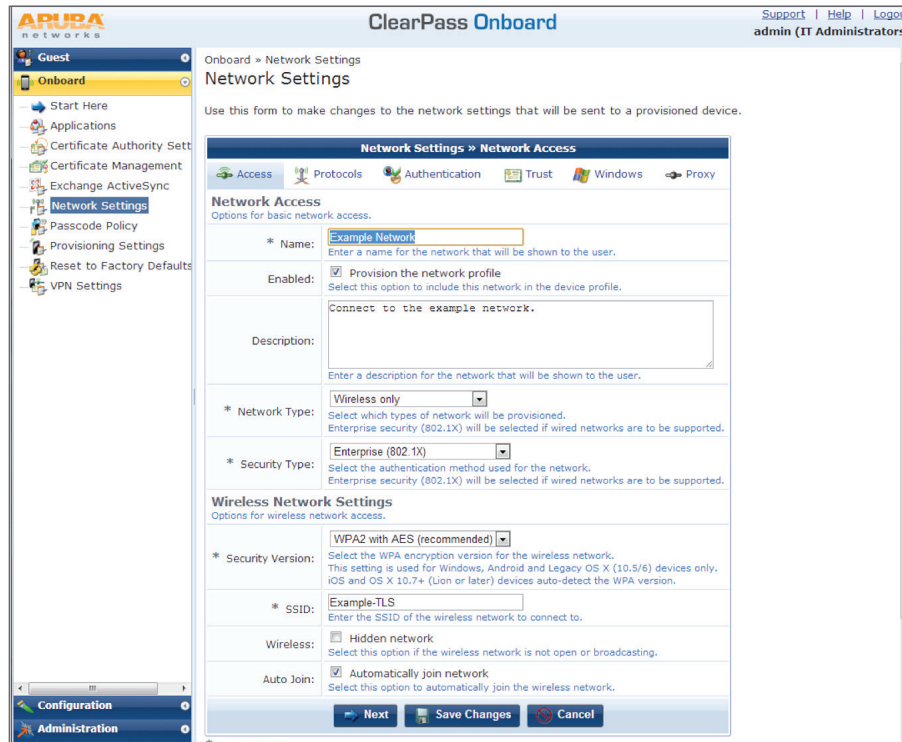 ARUBA
networks
ClearPass Onboard
Support | Help | Logou
admin (IT Administrators
Guest
Onboard
Start Here
Applications
Certificate Authority Sett
Certificate Management
Exchange ActiveSync
Network Settings
Passcode Policy
Provisioning Settings
Reset to Factory Defaults
VPN Settings
Configuration
Administration
Onboard » Network Settings
Network Settings
Use this form to make changes to the network settings that will be sent to a provisioned device.
Network Settings » Network Access
Access Protocols Authentication Trust Windows Proxy
Network Access
Options for basic network access.
* Name: Example Network
Enter a name for the network that will be shown to the user.
Enabled: Provision the network profile
Select this option to include this network in the device profile.
Connect to the example network.
Description:
Enter a description for the network that will be shown to the user.
* Network Type: Wireless only
Select which types of network will be provisioned.
Enterprise security (802.1X) will be selected if wired networks are to be supported.
* Security Type: Enterprise (802.1X)
Select the authentication method used for the network.
Enterprise security (802.1X) will be selected if wired networks are to be supported.
Wireless Network Settings
Options for wireless network access.
* Security Version: WPA2 with AES (recommended)
Select the WPA encryption version for the wireless network.
This setting is used for Windows, Android and Legacy OS X (10.5/6) devices only.
iOS and OS X 10.7+ (Lion or later) devices auto-detect the WPA version.
* SSID: Example-TLS
Enter the SSID of the wireless network to connect to.
Wireless: Hidden network
Select this option if the wireless network is not open or broadcasting.
Auto Join: Automatically join network
Select this option to automatically join the wireless network.
Next Save Changes Cancel